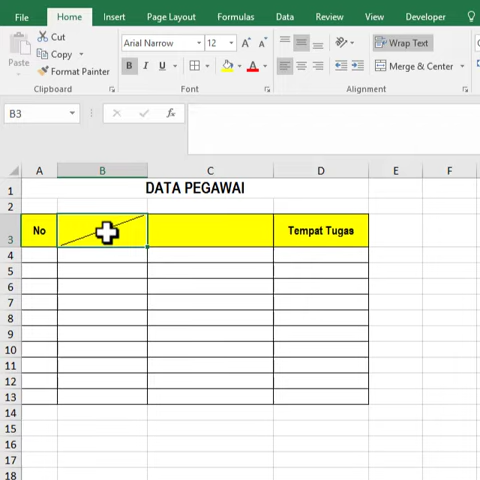 File Home Insert Page Layout Formulas Data Review View Developer
Cut
Copy
Format Painter
Paste
Arial Narrow 12 A A Wrap Text
B I U A Merge & Center
Clipboard Font Alignment
B3 fx
A B C D E F
1 DATA PEGAWAI
2
3 No Tempat Tugas
4
5
6
7
8
9
10
11
12
13
14
15
16
17
18